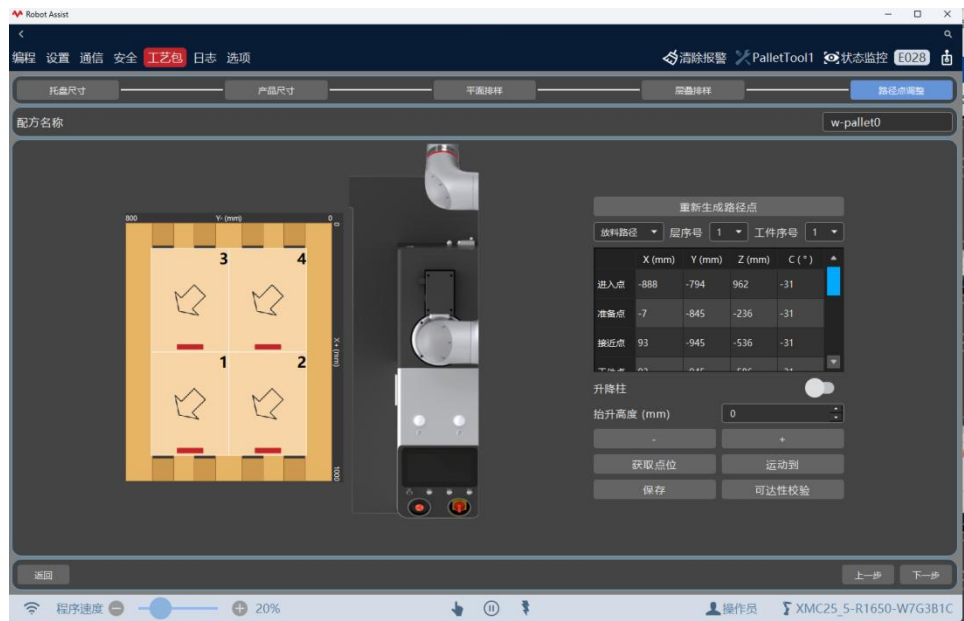 Robot Assist
编程 设置 通信 安全 工艺包 日志 选项 清除报警 PalletTool1 状态监控 E028
托盘尺寸 产品尺寸 平面排样 层叠排样 路径点调整
配方名称 w-pallet0
重新生成路径点
800 Y- (mm) 0
0
放料路径 层序号 1 工件序号 1
X (mm) Y (mm) Z (mm) C (°)
3 4
进入点 -888 -794 962 -31
准备点 -7 -845 -236 -31
接近点 93 -945 -536 -31
X+ (mm)
1 2
升降柱
抬升高度 (mm) 0
- +
获取点位 运动到
1000
保存 可达性校验
返回 上一步 下一步
程序速度 20% 操作员 XMC25_5-R1650-W7G3B1C